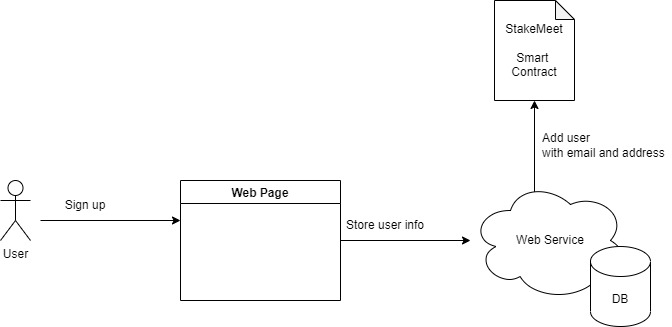 StakeMeet
Smart
Contract
Add user
with email and address
Sign up
Web Page
Store user info
User
Web Service
DB